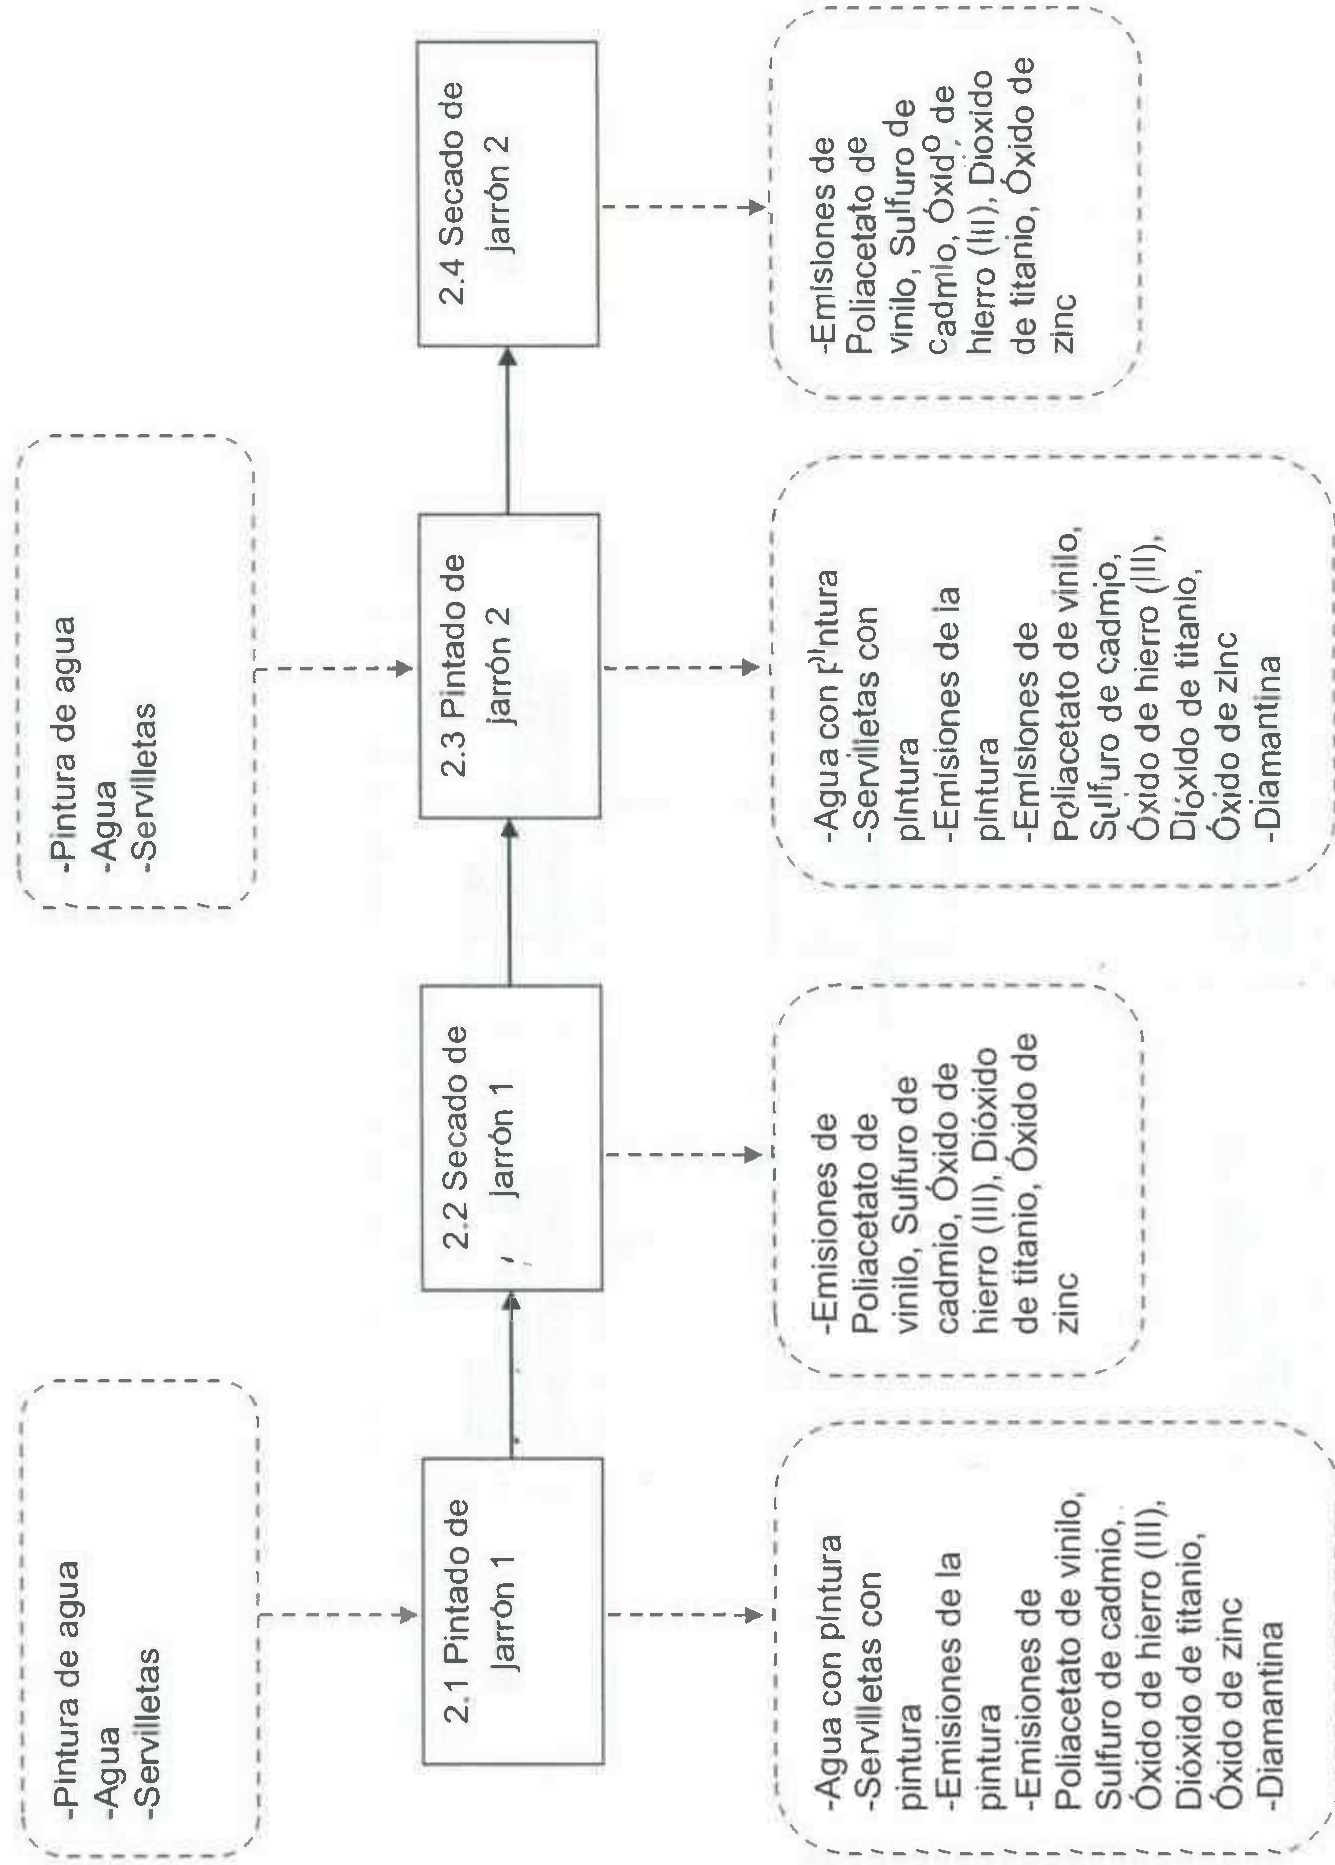 -Pintura de agua
-Agua
-Servilletas
-Pintura de agua
-Agua
-Servilletas
2.1 Pintado de
jarrón 1
2.2 Secado de
jarrón 1
2.3 Pintado de
jarrón 2
2.4 Secado de
jarrón 2
-Agua con pintura
-Servilletas con
pintura
-Emisiones de la
pintura
-Emisiones de
Poliacetato de vinilo,
Sulfuro de cadmio,
Óxido de hierro (III),
Dióxido de titanio,
Óxido de zinc
-Diamantina
-Emisiones de
Poliacetato de
vinilo, Sulfuro de
cadmio, Óxido de
hierro (III), Dióxido
de titanio, Óxido de
zinc
-Agua con pintura
-Servilletas con
pintura
-Emisiones de la
pintura
-Emisiones de
Poliacetato de vinilo,
Sulfuro de cadmio,
Óxido de hierro (III),
Dióxido de titanio,
Óxido de zinc
-Diamantina
-Emisiones de
Poliacetato de
vinilo, Sulfuro de
cadmio, Óxido de
hierro (III), Dioxido
de titanio, Óxido de
zinc